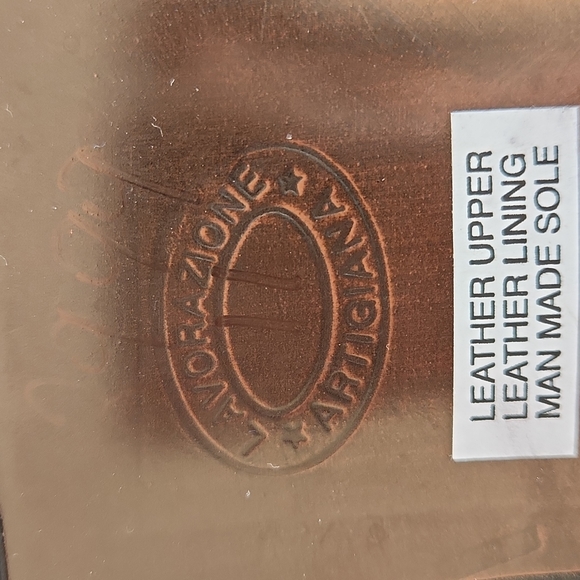 LAVORAZIONE
ARTIGIANA
LEATHER UPPER
LEATHER LINING
MAN MADE SOLE